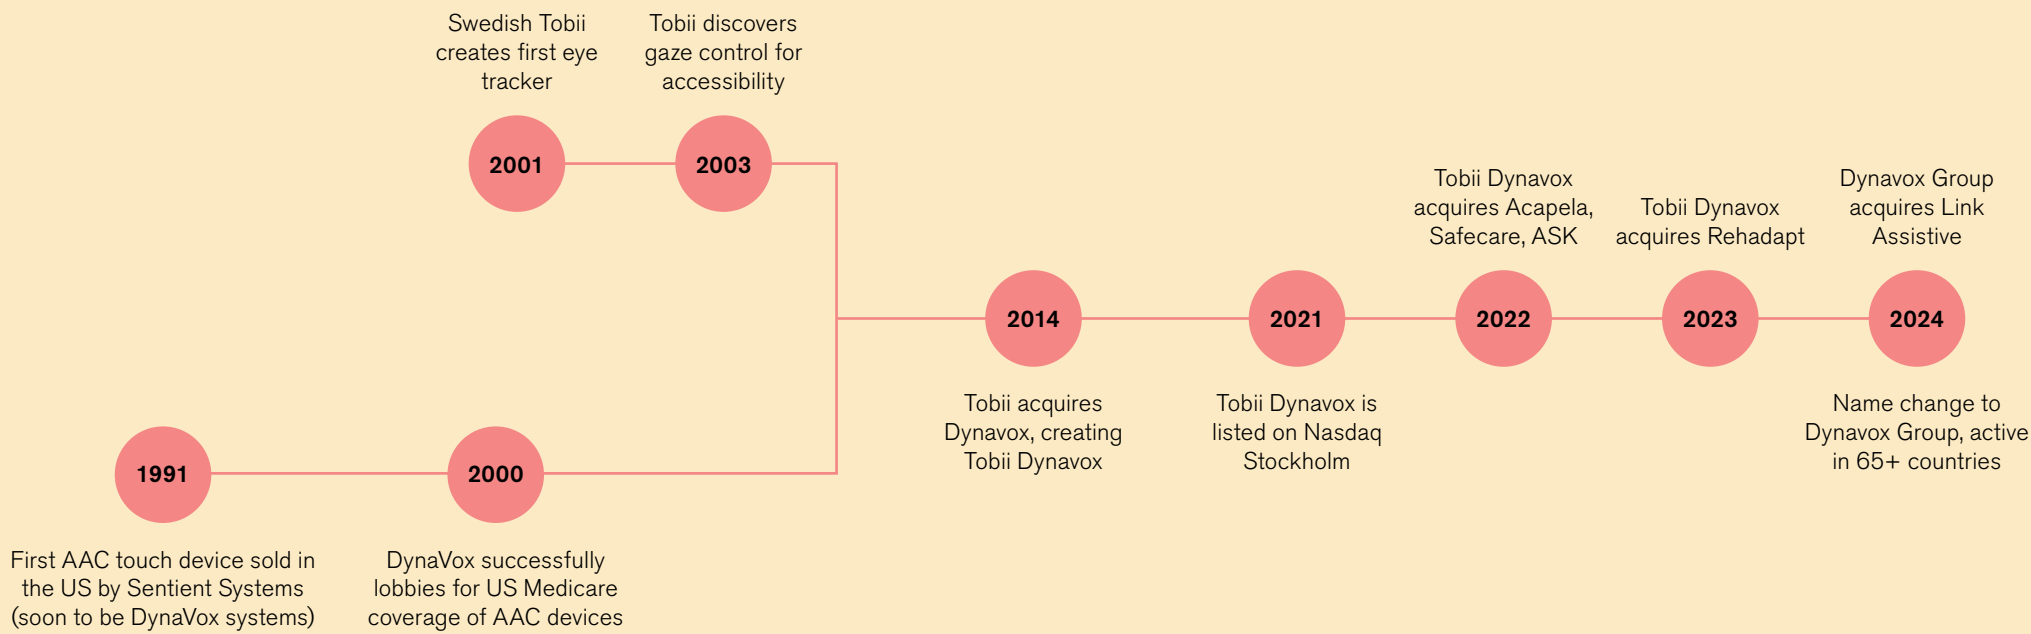 Swedish Tobii
creates first eye
tracker
2001
Tobii discovers
gaze control for
accessibility
2003
1991
First AAC touch device sold in
the US by Sentient Systems
(soon to be DynaVox systems)
2000
DynaVox successfully
lobbies for US Medicare
coverage of AAC devices
2014
Tobii acquires
Dynavox, creating
Tobii Dynavox
2021
Tobii Dynavox is
listed on Nasdaq
Stockholm
Tobii Dynavox
acquires Acapela,
Safecare, ASK
2022
Tobii Dynavox
acquires Rehadapt
2023
Dynavox Group
acquires Link
Assistive
2024
Name change to
Dynavox Group, active
in 65+ countries